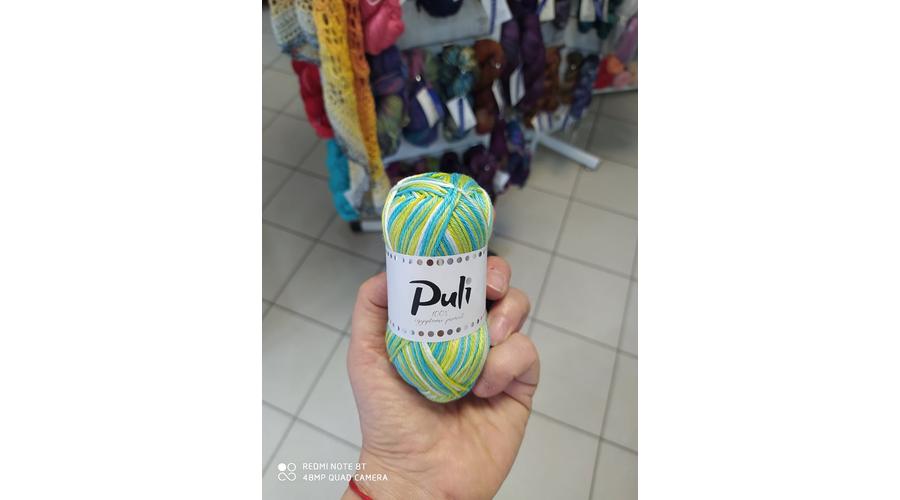 Puli
100%
REDMI NOTE 8T
48MP QUAD CAMERA